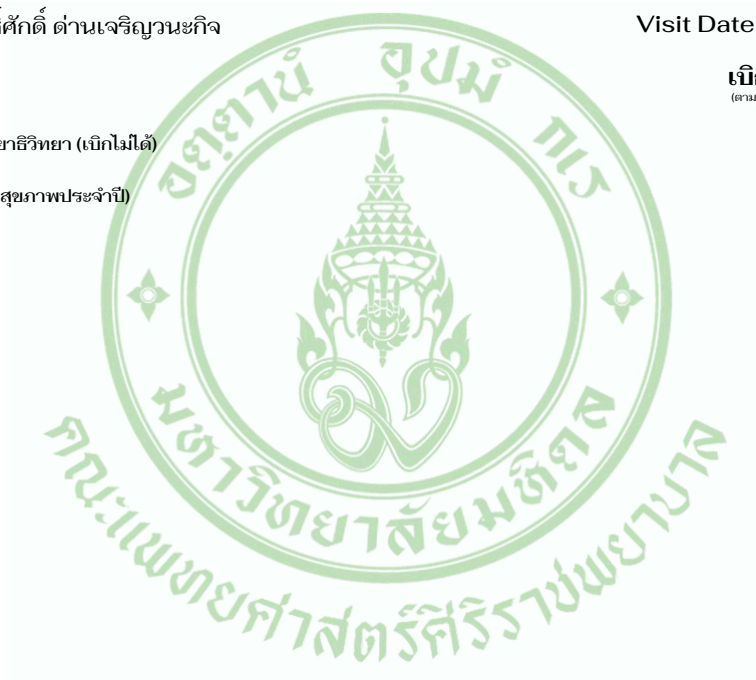 ศักดิ์ ด่านเจริญวนะกิจ Visit Date
เบิก
(ตาม
ยาธิวิทยา (เบิกไม่ได้)
สุขภาพประจำปี)
อตฺตานํ อุปมํ กเร
มหาวิทยาลัยมหิดล
คณะแพทยศาสตร์ศิริราชพยาบาล